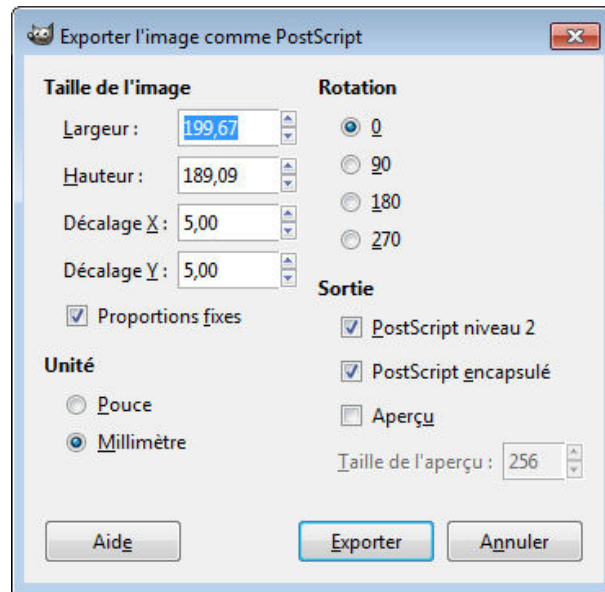 Exporter l'image comme PostScript
Taille de l'image
Largeur : 199,67
Hauteur : 189,09
Décalage X : 5,00
Décalage Y : 5,00
Proportions fixes
Unité
Pouce
Millimètre
Rotation
0
90
180
270
Sortie
PostScript niveau 2
PostScript encapsulé
Aperçu
Taille de l'aperçu : 256
Aide
Exporter
Annuler